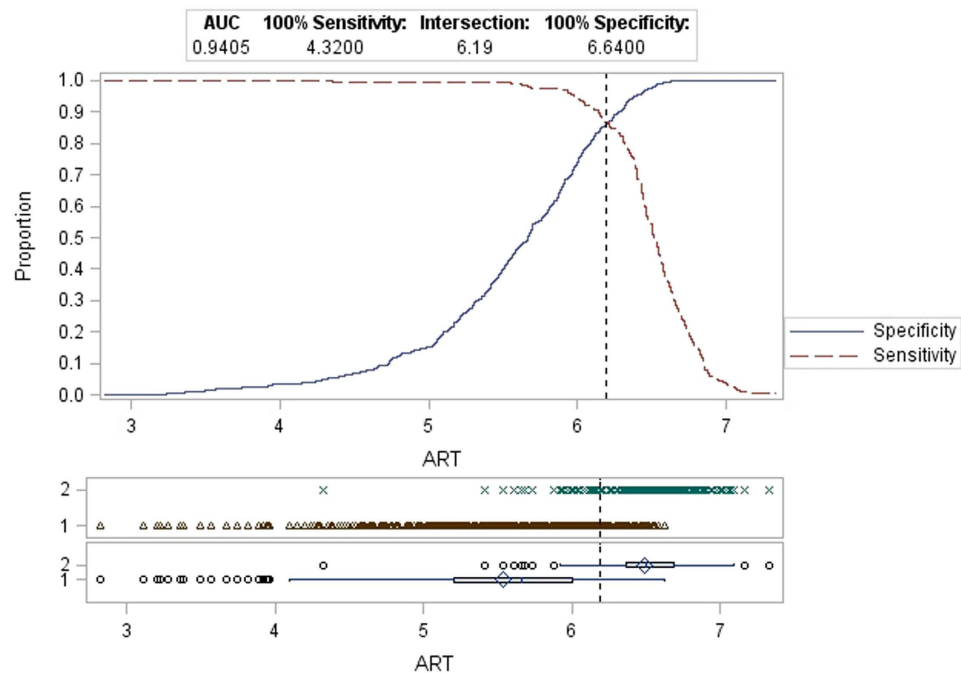 AUC 100% Sensitivity: Intersection: 100% Specificity:
0.9405 4.3200 6.19 6.6400
1.0
0.9
0.8
0.7
0.6
0.5
0.4
0.3
0.2
0.1
0.0
Proportion
3 4 5 6 7
ART
Specificity
Sensitivity
2
1
2
1
3 4 5 6 7
ART